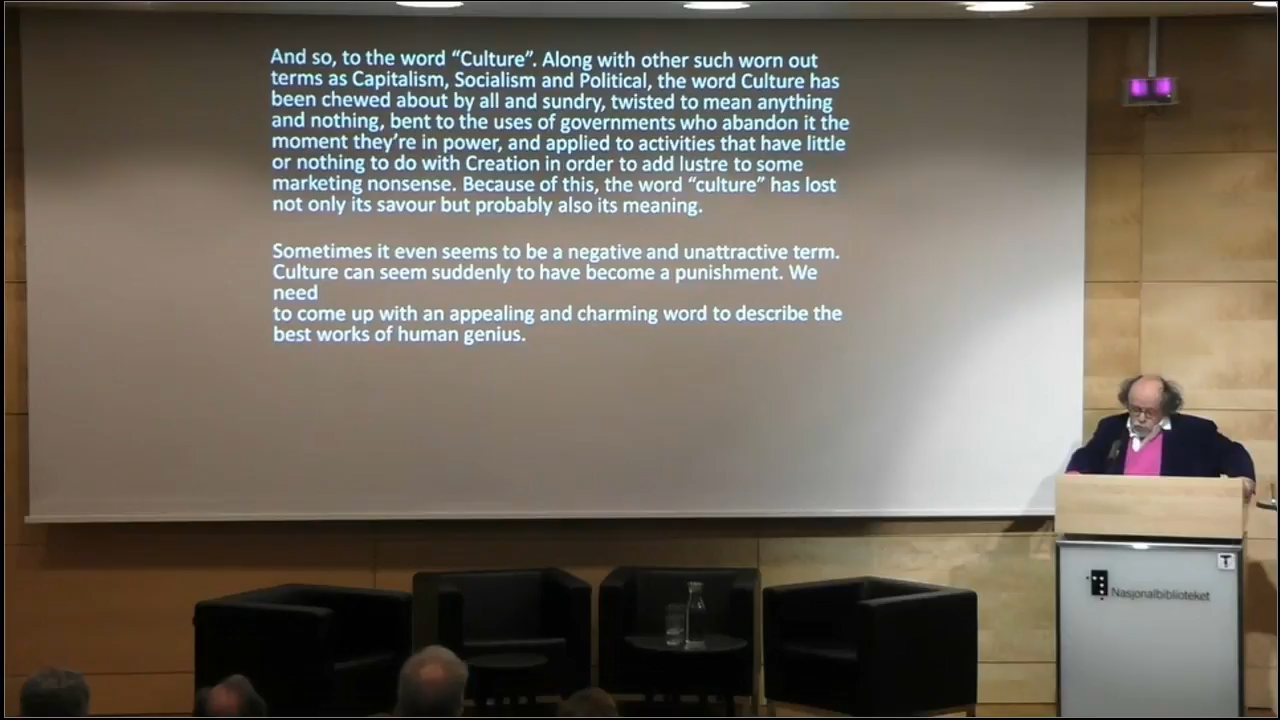 And so, to the word “Culture”. Along with other such worn out
terms as Capitalism, Socialism and Political, the word Culture has
been chewed about by all and sundry, twisted to mean anything
and nothing, bent to the uses of governments who abandon it the
moment they’re in power, and applied to activities that have little
or nothing to do with Creation in order to add lustre to some
marketing nonsense. Because of this, the word “culture” has lost
not only its savour but probably also its meaning.
Sometimes it even seems to be a negative and unattractive term.
Culture can seem suddenly to have become a punishment. We
need
to come up with an appealing and charming word to describe the
best works of human genius.
Nasjonalbiblioteket